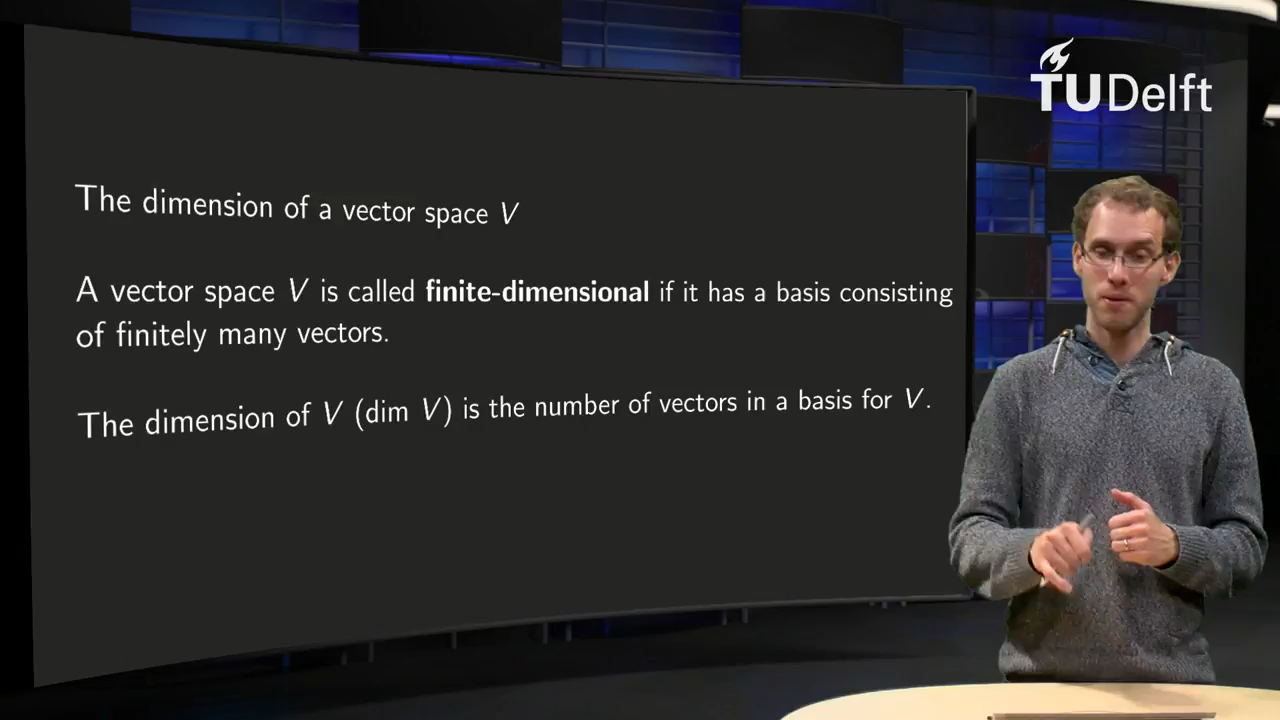 TUDelft
The dimension of a vector space V
A vector space V is called finite-dimensional if it has a basis consisting
of finitely many vectors.
The dimension of V (dim V) is the number of vectors in a basis for V.